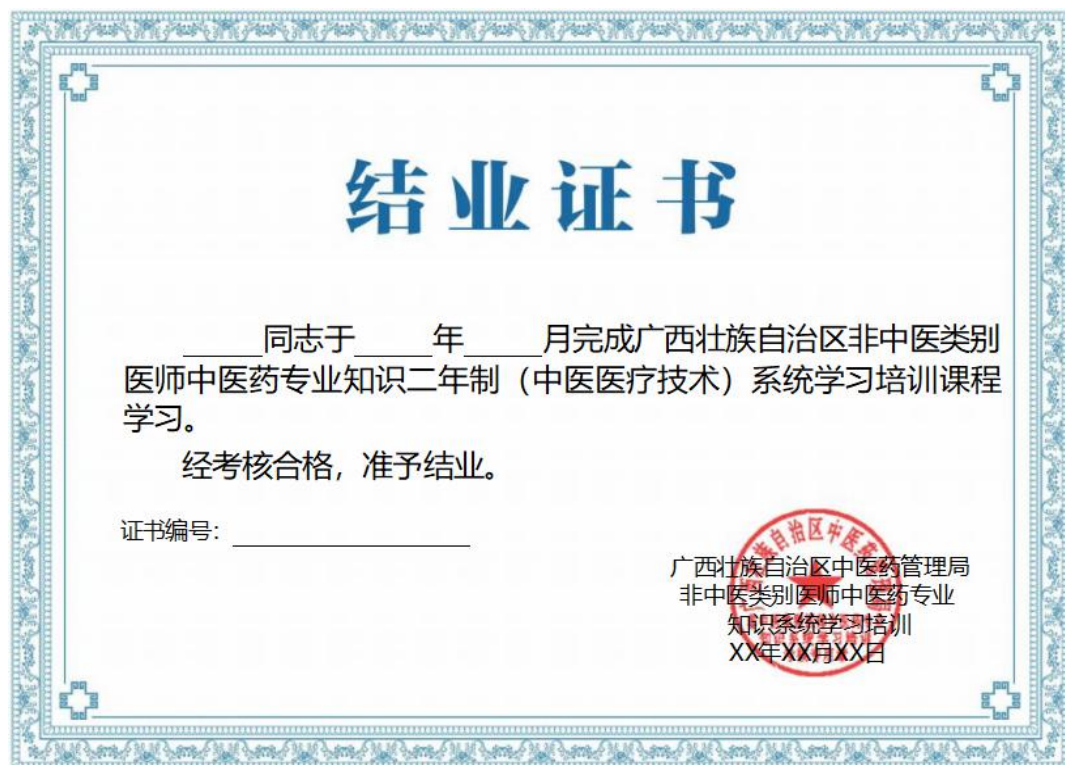 结业证书
_____同志于_____年_____月完成广西壮族自治区非中医类别
医师中医药专业知识二年制（中医医疗技术）系统学习培训课程
学习。
经考核合格，准予结业。
证书编号：_______________
广西壮族自治区中医药管理局
非中医类别医师中医药专业
知识系统学习培训
XX年XX月XX日